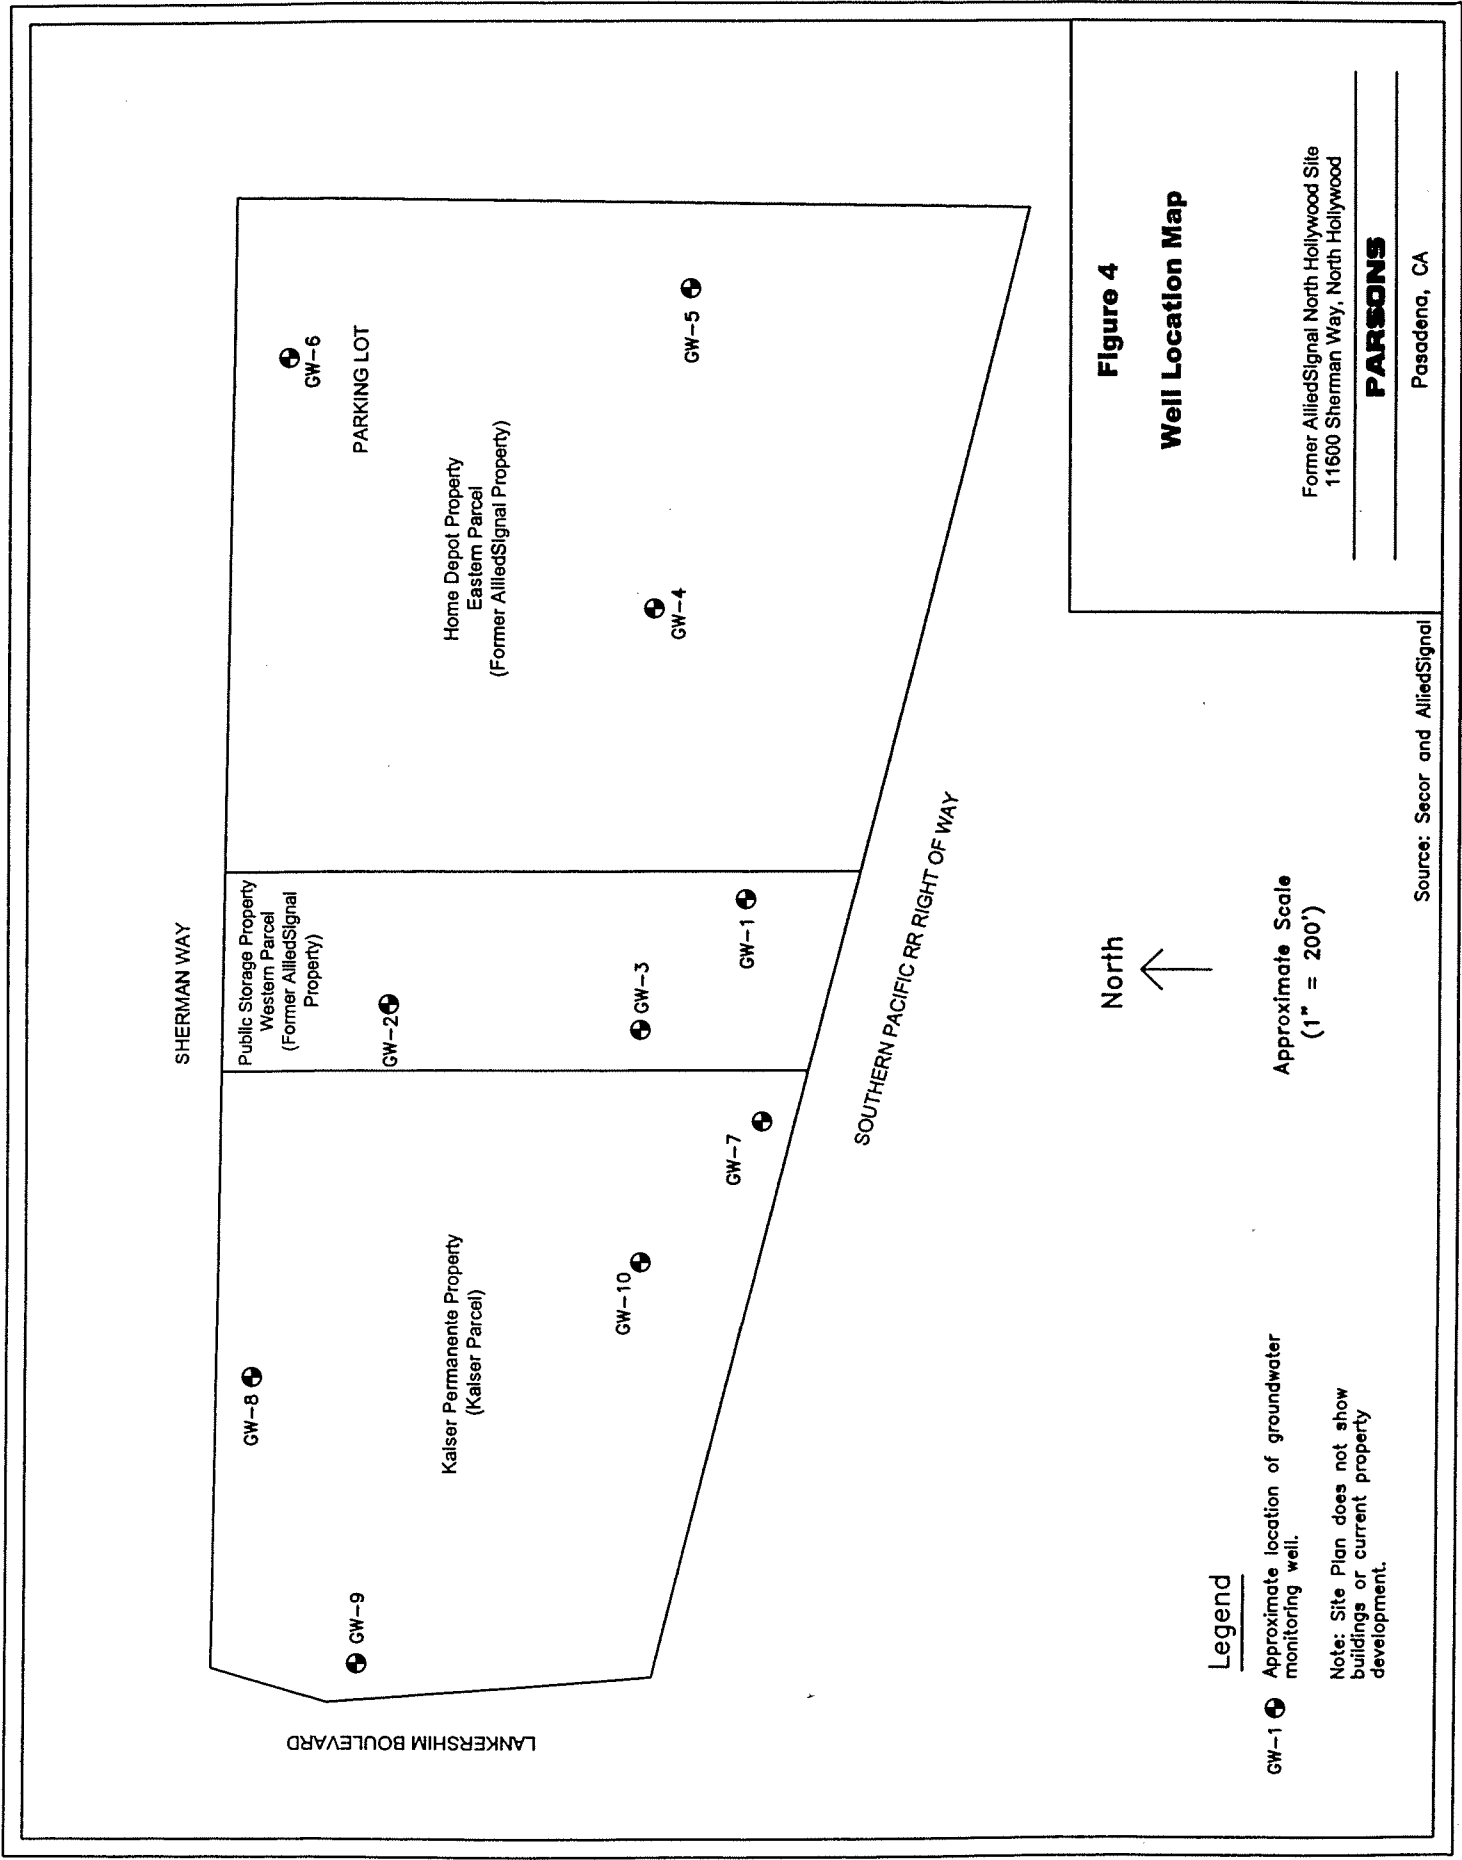 SHERMAN WAY
LANKERSHIM BOULEVARD
GW-9
GW-8
Kaiser Permanente Property
(Kaiser Parcel)
GW-10
GW-7
Public Storage Property
Western Parcel
(Former AlliedSignal
Property)
GW-2
GW-3
GW-1
GW-6
PARKING LOT
Home Depot Property
Eastern Parcel
(Former AlliedSignal Property)
GW-4
GW-5
SOUTHERN PACIFIC RR RIGHT OF WAY
North
Approximate Scale
(1" = 200')
Legend
GW-1 Approximate location of groundwater
monitoring well.
Note: Site Plan does not show
buildings or current property
development.
Source: Secor and AlliedSignal
Figure 4
Well Location Map
Former AlliedSignal North Hollywood Site
11600 Sherman Way, North Hollywood
PARSONS
Pasadena, CA